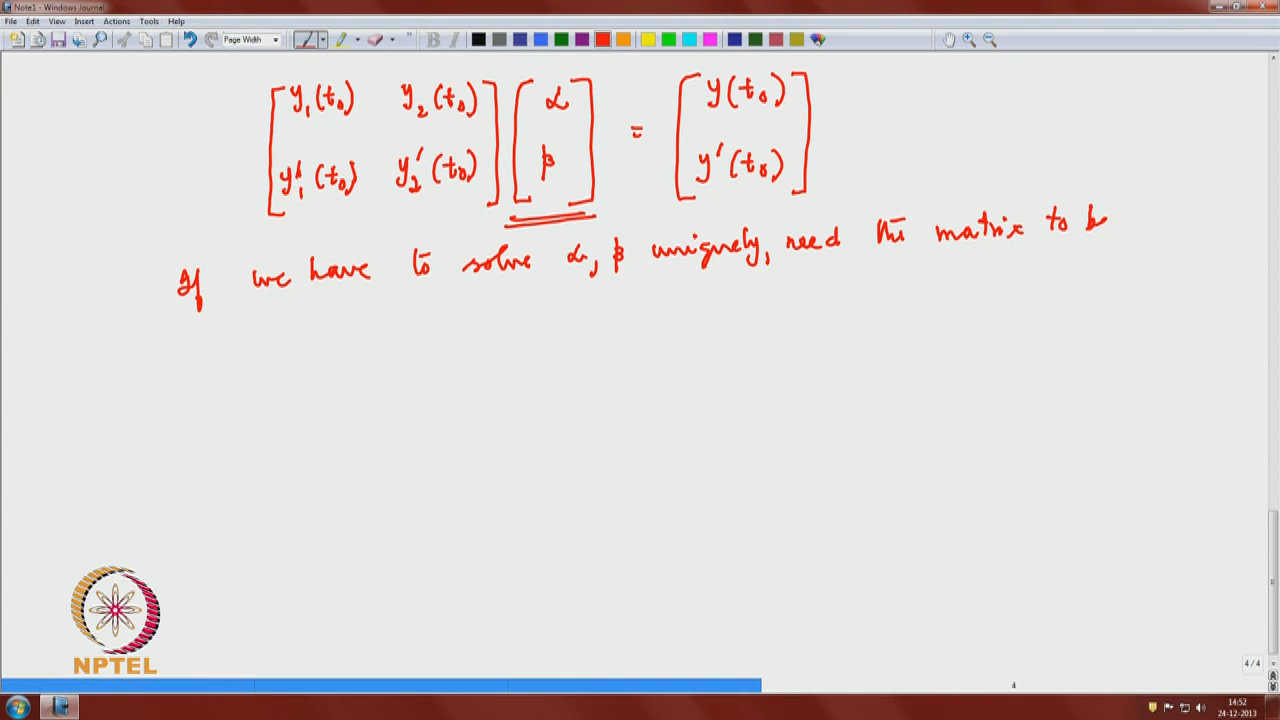 Note1 - Windows Journal
File Edit View Insert Actions Tools Help
Page Width
[ y₁(t₀) y₂(t₀) ] [ α ] = [ y(t₀) ]
[ y₁'(t₀) y₂'(t₀) ] [ β ] [ y'(t₀) ]
If we have to solve α, β uniquely, need the matrix to be
NPTEL
4/4
4
14:52
24-12-2013